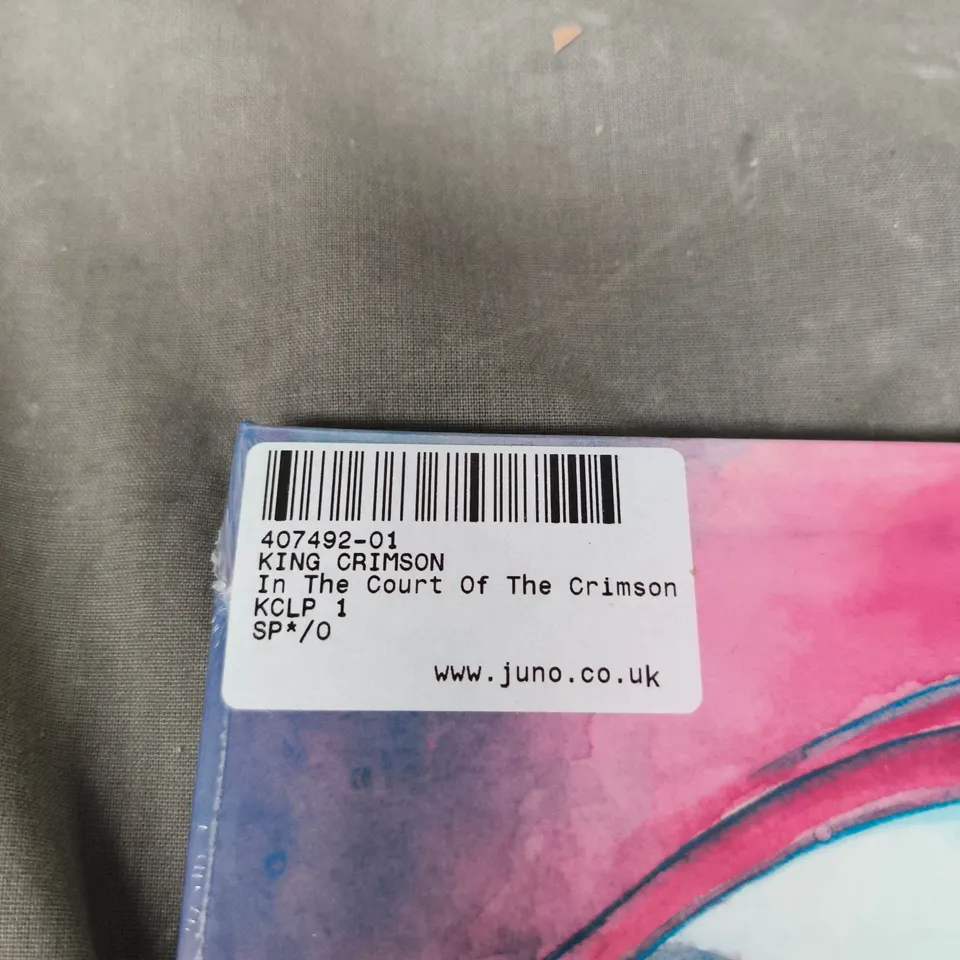 407492-01
KING CRIMSON
In The Court Of The Crimson
KCLP 1
SP*/O
www.juno.co.uk